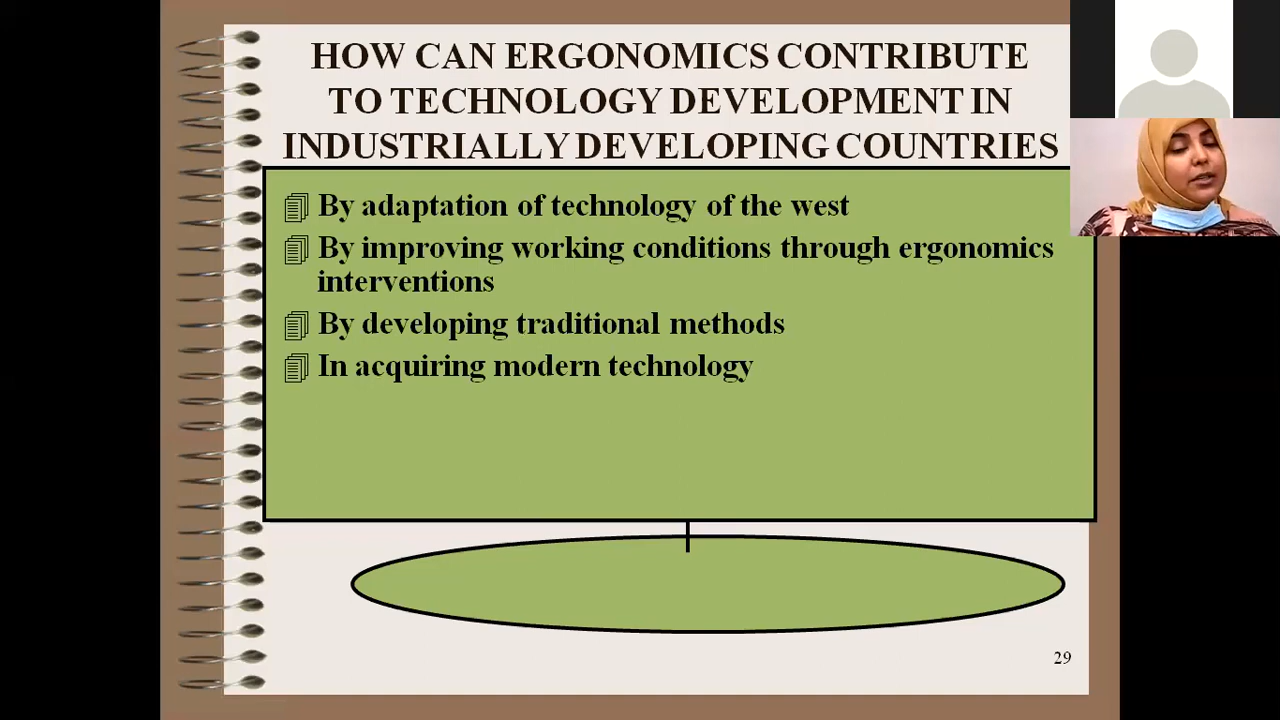 HOW CAN ERGONOMICS CONTRIBUTE
TO TECHNOLOGY DEVELOPMENT IN
INDUSTRIALLY DEVELOPING COUNTRIES
By adaptation of technology of the west
By improving working conditions through ergonomics
interventions
By developing traditional methods
In acquiring modern technology
29